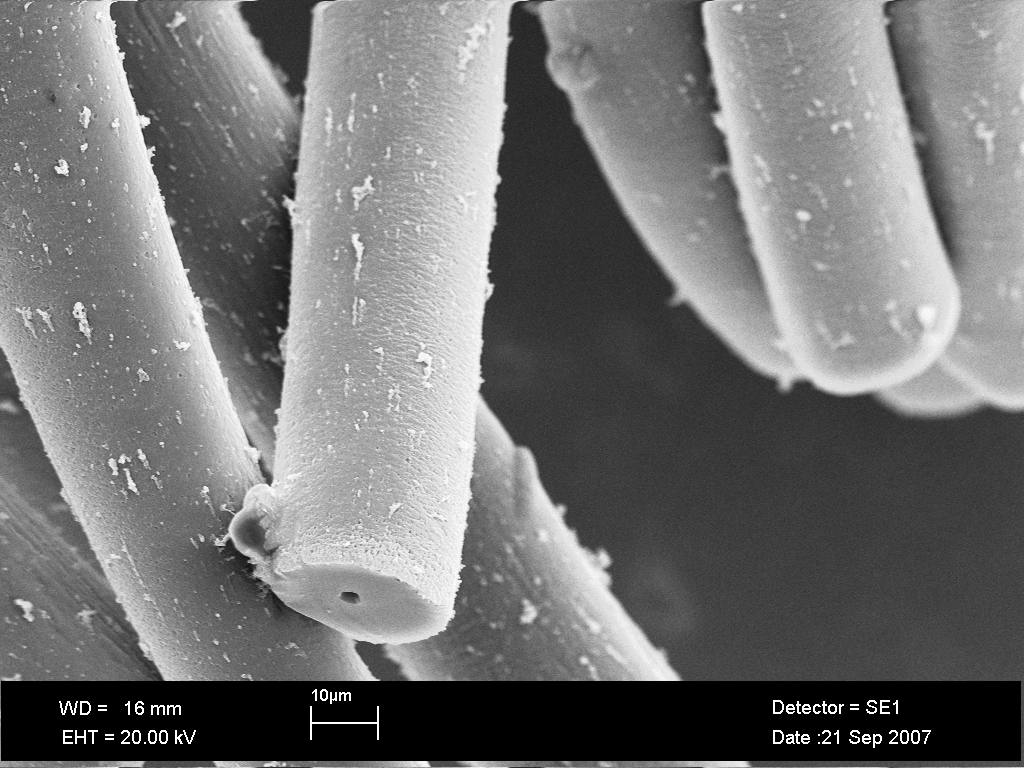 WD = 16 mm
EHT = 20.00 kV
10µm
Detector = SE1
Date :21 Sep 2007